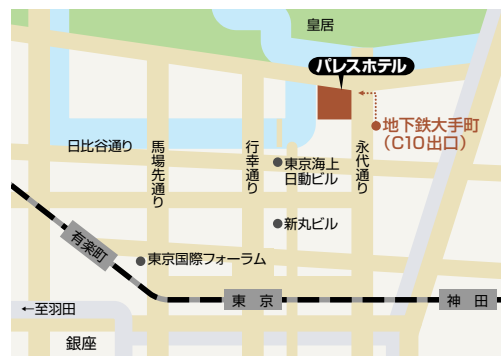 皇居
パレスホテル
地下鉄大手町
（C10出口）
日比谷通り
馬場先通り
行幸通り
永代通り
東京海上
日動ビル
新丸ビル
有楽町
東京国際フォーラム
東 京
神 田
←至羽田
銀座